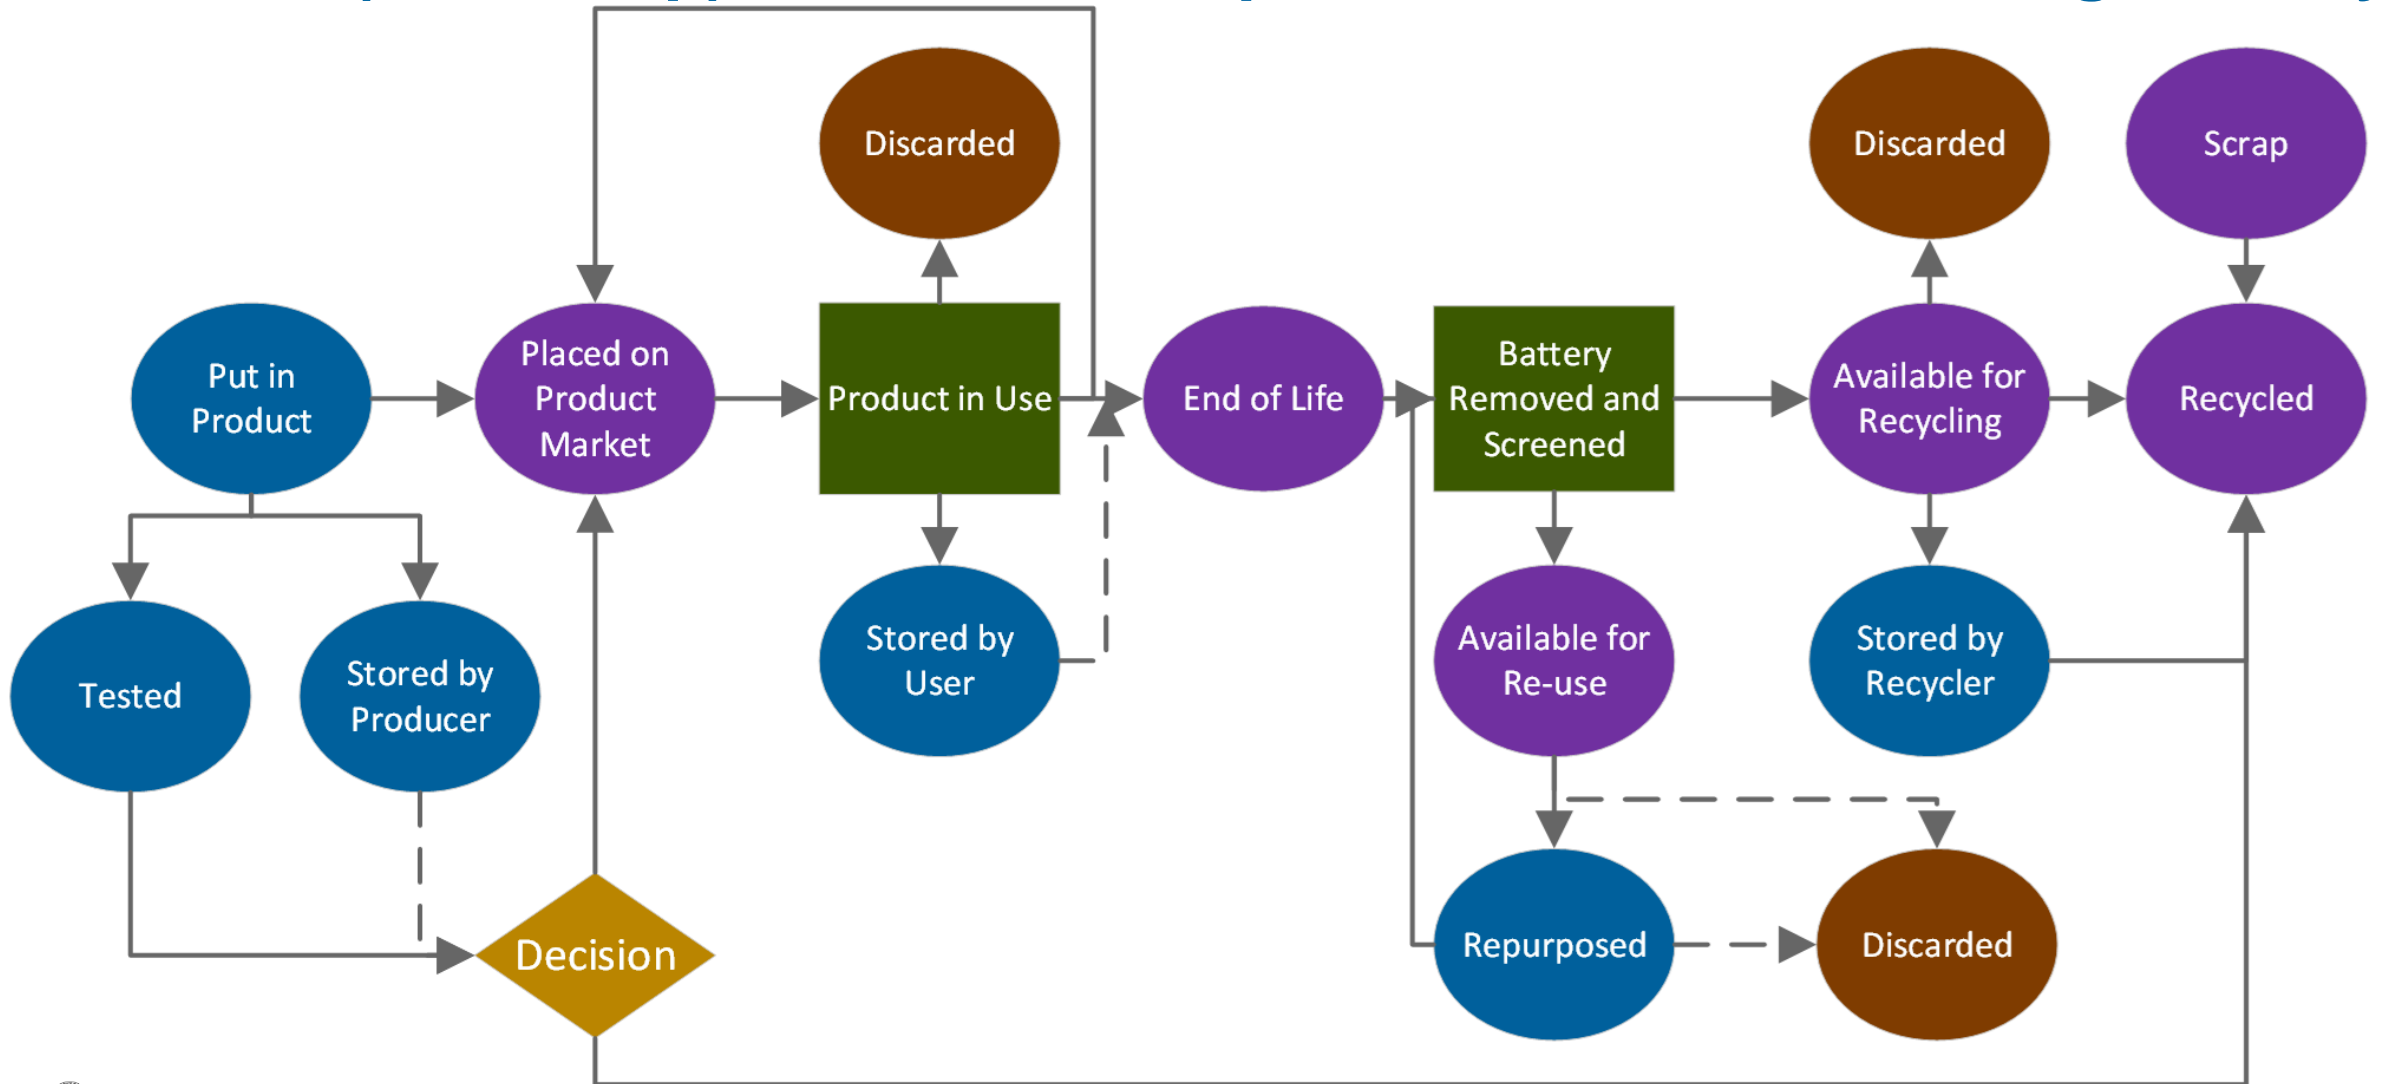 Discarded
Discarded
Scrap
Put in
Product
Placed on
Product
Market
Product in Use
End of Life
Battery
Removed and
Screened
Available for
Recycling
Recycled
Tested
Stored by
Producer
Stored by
User
Available for
Re-use
Stored by
Recycler
Decision
Repurposed
Discarded